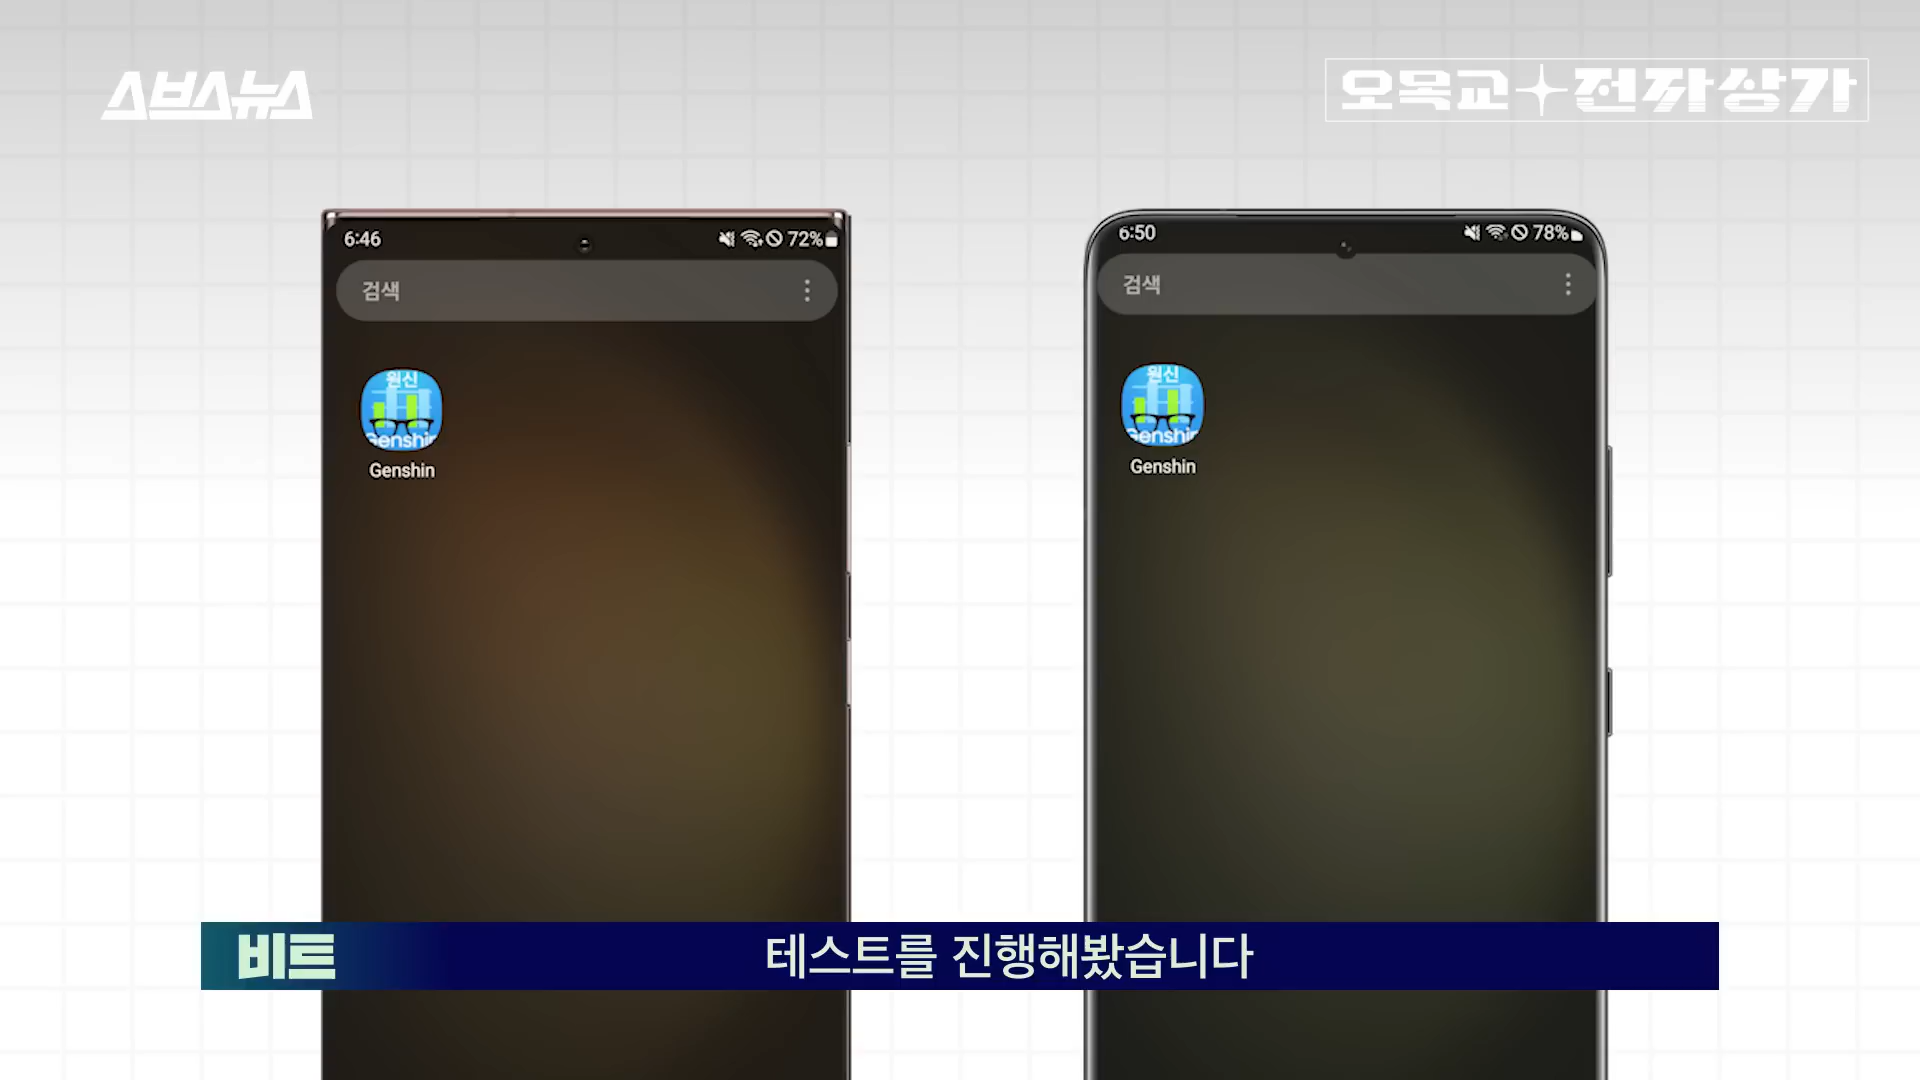 스브스뉴스
오목교 전자상가
6:46
72%
검색
원신
Genshin
Genshin
6:50
78%
검색
원신
Genshin
Genshin
비트
테스트를 진행해봤습니다